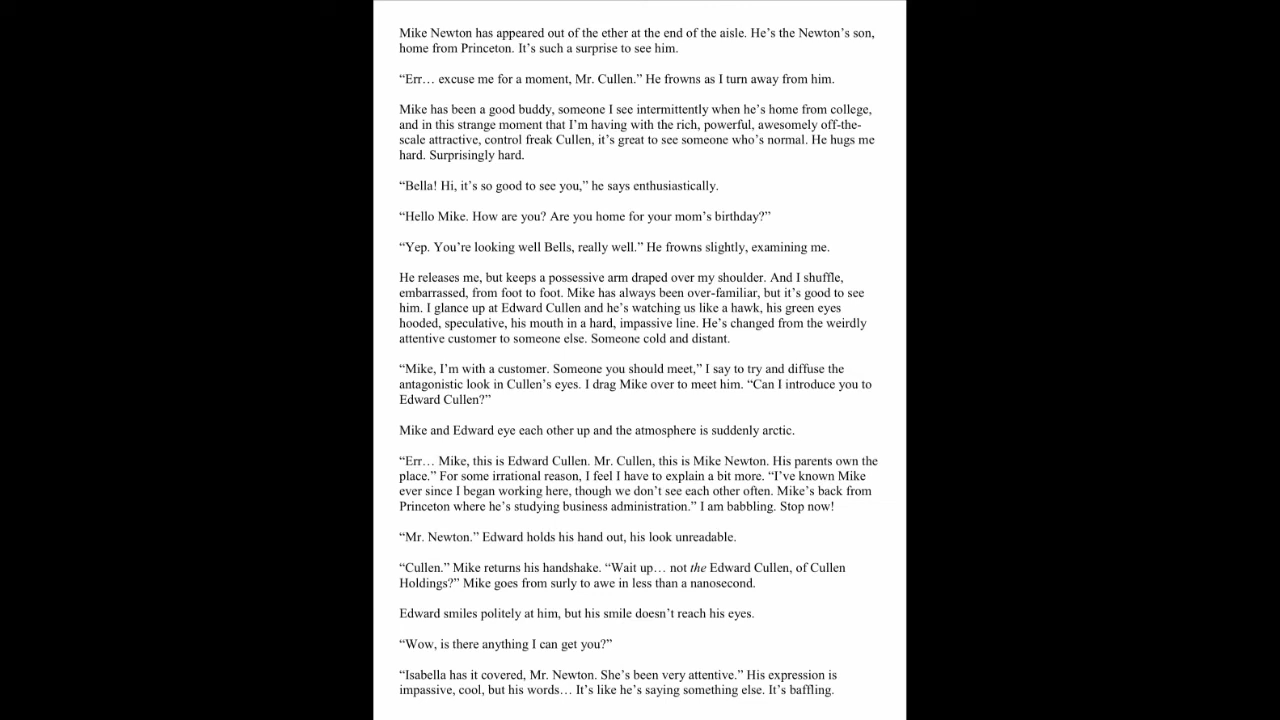 Mike Newton has appeared out of the ether at the end of the aisle. He’s the Newton’s son,
home from Princeton. It’s such a surprise to see him.
“Err… excuse me for a moment, Mr. Cullen.” He frowns as I turn away from him.
Mike has been a good buddy, someone I see intermittently when he’s home from college,
and in this strange moment that I’m having with the rich, powerful, awesomely off-the-
scale attractive, control freak Cullen, it’s great to see someone who’s normal. He hugs me
hard. Surprisingly hard.
“Bella! Hi, it’s so good to see you,” he says enthusiastically.
“Hello Mike. How are you? Are you home for your mom’s birthday?”
“Yep. You’re looking well Bells, really well.” He frowns slightly, examining me.
He releases me, but keeps a possessive arm draped over my shoulder. And I shuffle,
embarrassed, from foot to foot. Mike has always been over-familiar, but it’s good to see
him. I glance up at Edward Cullen and he’s watching us like a hawk, his green eyes
hooded, speculative, his mouth in a hard, impassive line. He’s changed from the weirdly
attentive customer to someone else. Someone cold and distant.
“Mike, I’m with a customer. Someone you should meet,” I say to try and diffuse the
antagonistic look in Cullen’s eyes. I drag Mike over to meet him. “Can I introduce you to
Edward Cullen?”
Mike and Edward eye each other up and the atmosphere is suddenly arctic.
“Err… Mike, this is Edward Cullen. Mr. Cullen, this is Mike Newton. His parents own the
place.” For some irrational reason, I feel I have to explain a bit more. “I’ve known Mike
ever since I began working here, though we don’t see each other often. Mike’s back from
Princeton where he’s studying business administration.” I am babbling. Stop now!
“Mr. Newton.” Edward holds his hand out, his look unreadable.
“Cullen.” Mike returns his handshake. “Wait up… not the Edward Cullen, of Cullen
Holdings?” Mike goes from surly to awe in less than a nanosecond.
Edward smiles politely at him, but his smile doesn’t reach his eyes.
“Wow, is there anything I can get you?”
“Isabella has it covered, Mr. Newton. She’s been very attentive.” His expression is
impassive, cool, but his words… It’s like he’s saying something else. It’s baffling.